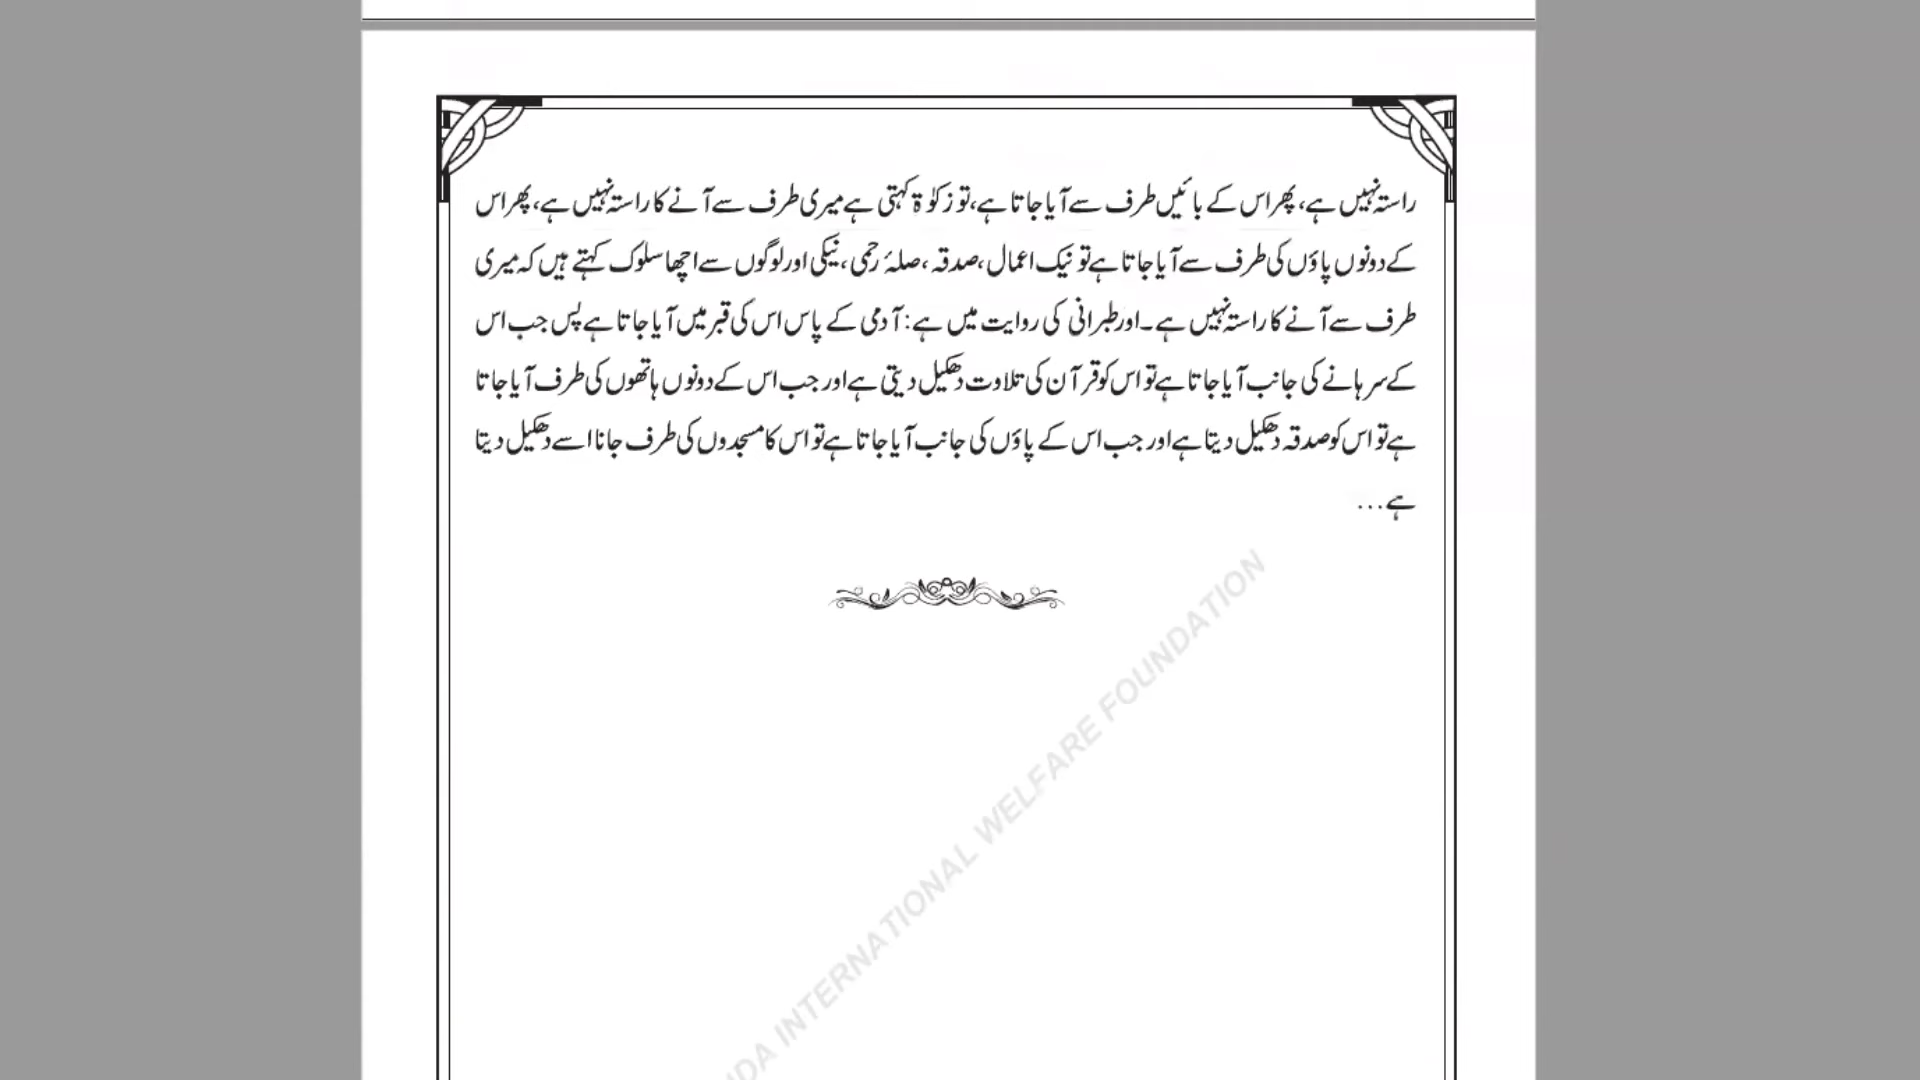 راستہ نہیں ہے، پھر اس کے بائیں طرف سے آیا جاتا ہے، تو زکوٰۃ کہتی ہے میری طرف سے آنے کا راستہ نہیں ہے، پھر اس
کے دونوں پاؤں کی طرف سے آیا جاتا ہے تو نیک اعمال، صدقہ، صلۂ رحمی، نیکی اور لوگوں سے اچھا سلوک کہتے ہیں کہ میری
طرف سے آنے کا راستہ نہیں ہے۔ اور طبرانی کی روایت میں ہے: آدمی کے پاس اس کی قبر میں آیا جاتا ہے پس جب اس
کے سرہانے کی جانب آیا جاتا ہے تو اس کو قرآن کی تلاوت دھکیل دیتی ہے اور جب اس کے دونوں ہاتھوں کی طرف آیا جاتا
ہے تو اس کو صدقہ دھکیل دیتا ہے اور جب اس کے پاؤں کی جانب آیا جاتا ہے تو اس کا مسجدوں کی طرف جانا اسے دھکیل دیتا
ہے...
INTERNATIONAL WELFARE FOUNDATION